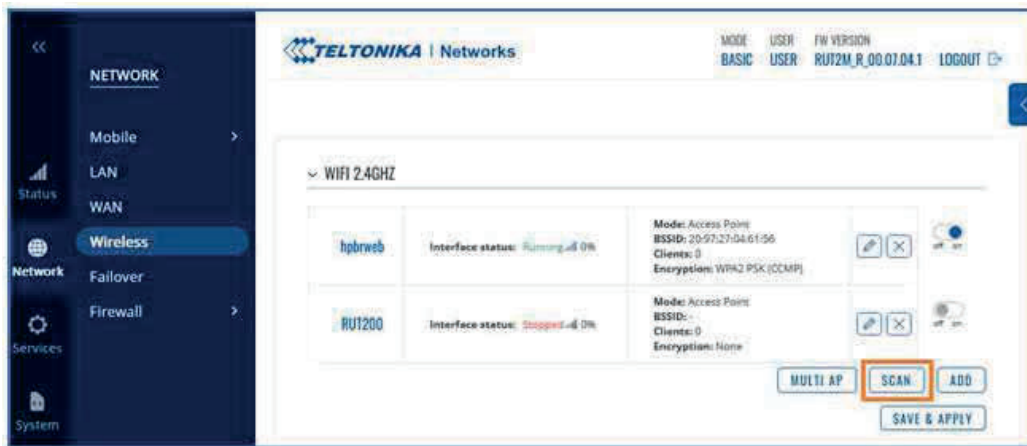 «
NETWORK
Mobile >
LAN
WAN
Wireless
Failover
Firewall >
Status
Network
Services
System
TELTONIKA | Networks
MODE USER FW VERSION
BASIC USER RUT2M_R_00.07.04.1 LOGOUT
WIFI 2.4GHZ
hpbrweb
Interface status: Running 0%
Mode: Access Point
BSSID: 20:97:27:04:61:56
Clients: 0
Encryption: WPA2 PSK (CCMP)
off on
RUT200
Interface status: Stopped 0%
Mode: Access Point
BSSID: -
Clients: 0
Encryption: None
off on
MULTI AP SCAN ADD
SAVE & APPLY